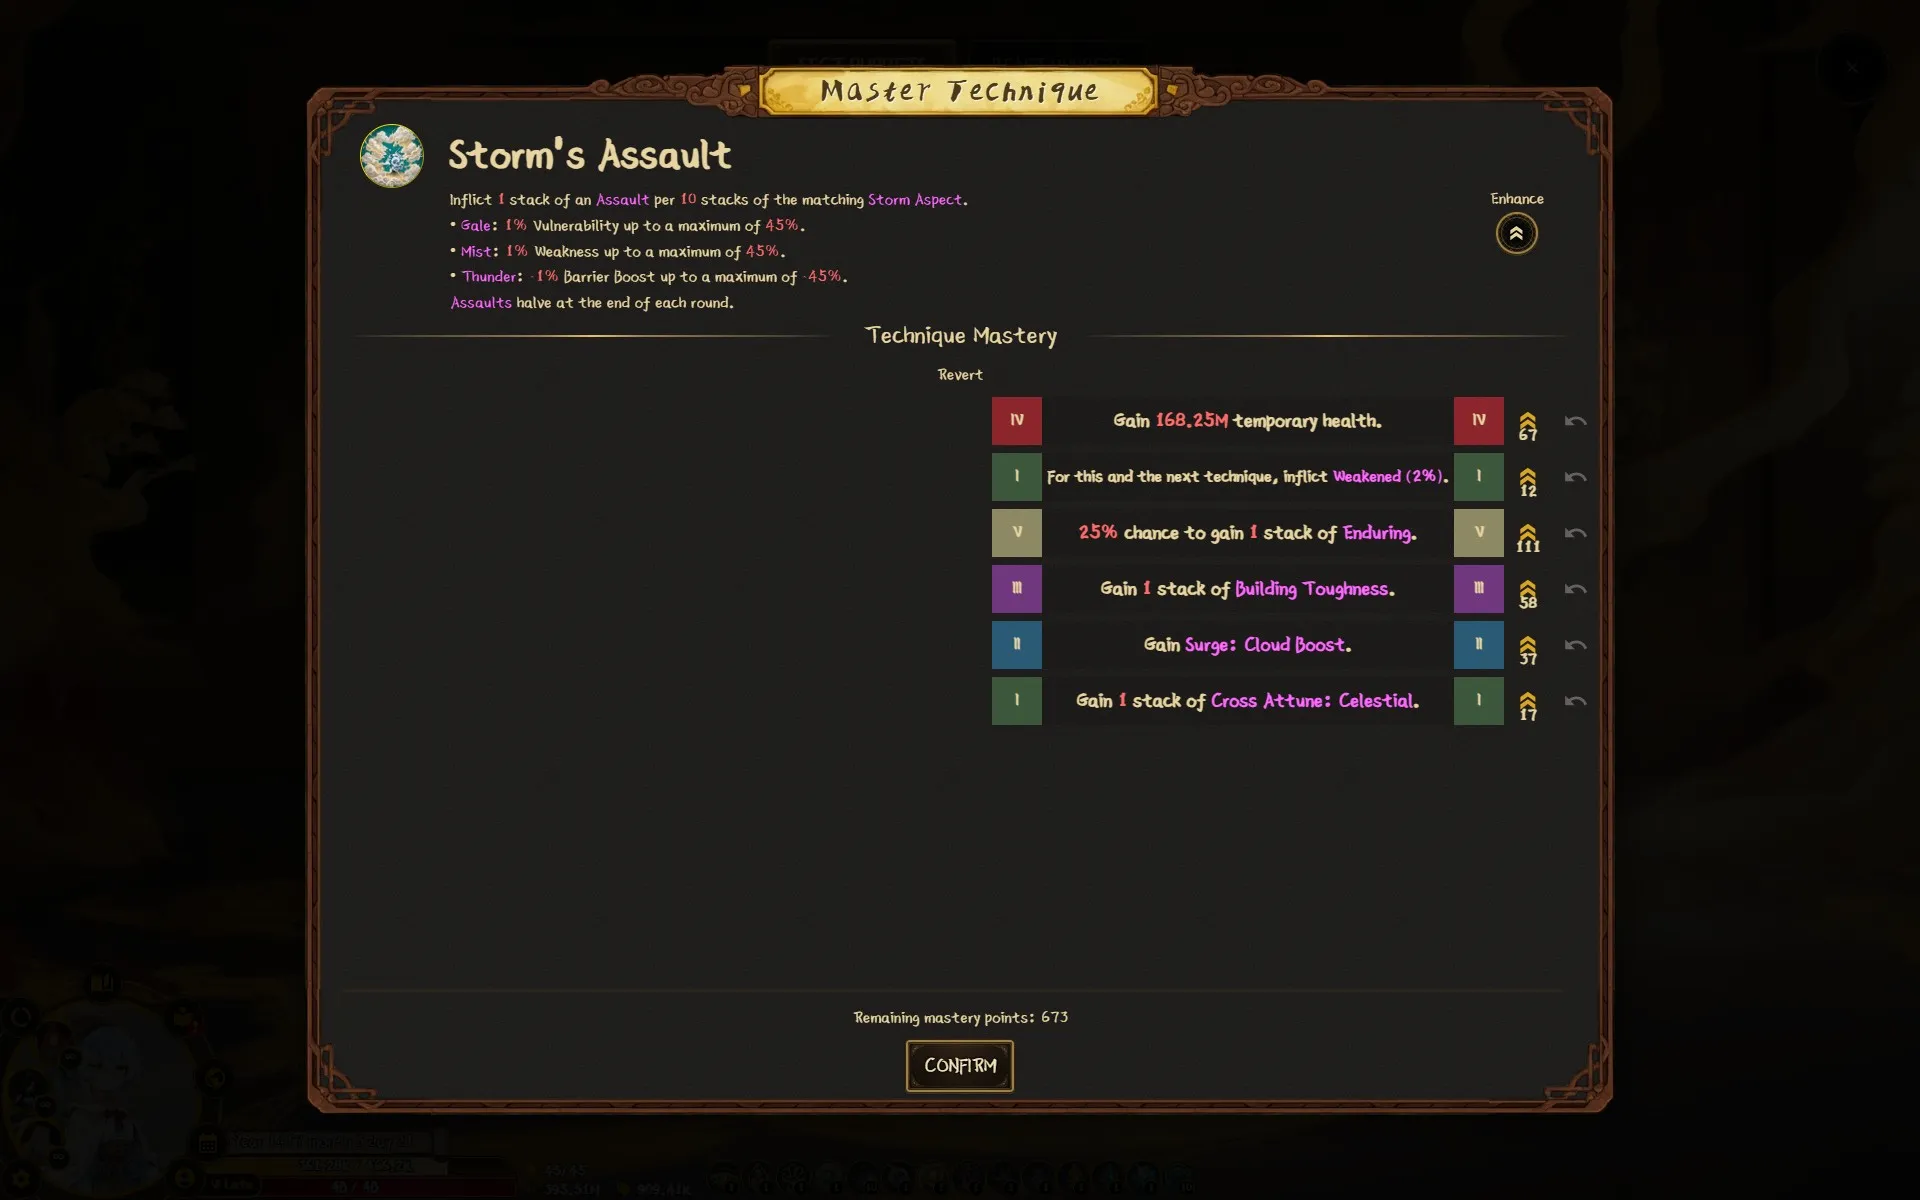 Master Technique
Storm's Assault
Inflict 1 stack of an Assault per 10 stacks of the matching Storm Aspect.
• Gale: 1% Vulnerability up to a maximum of 45%.
• Mist: 1% Weakness up to a maximum of 45%.
• Thunder: -1% Barrier Boost up to a maximum of -45%.
Assaults halve at the end of each round.
Enhance
Technique Mastery
Revert
IV Gain 168.25M temporary health. IV 67
I For this and the next technique, inflict Weakened (2%). I 12
V 25% chance to gain 1 stack of Enduring. V 111
III Gain 1 stack of Building Toughness. III 58
II Gain Surge: Cloud Boost. II 37
I Gain 1 stack of Cross Attune: Celestial. I 17
Remaining mastery points: 673
CONFIRM